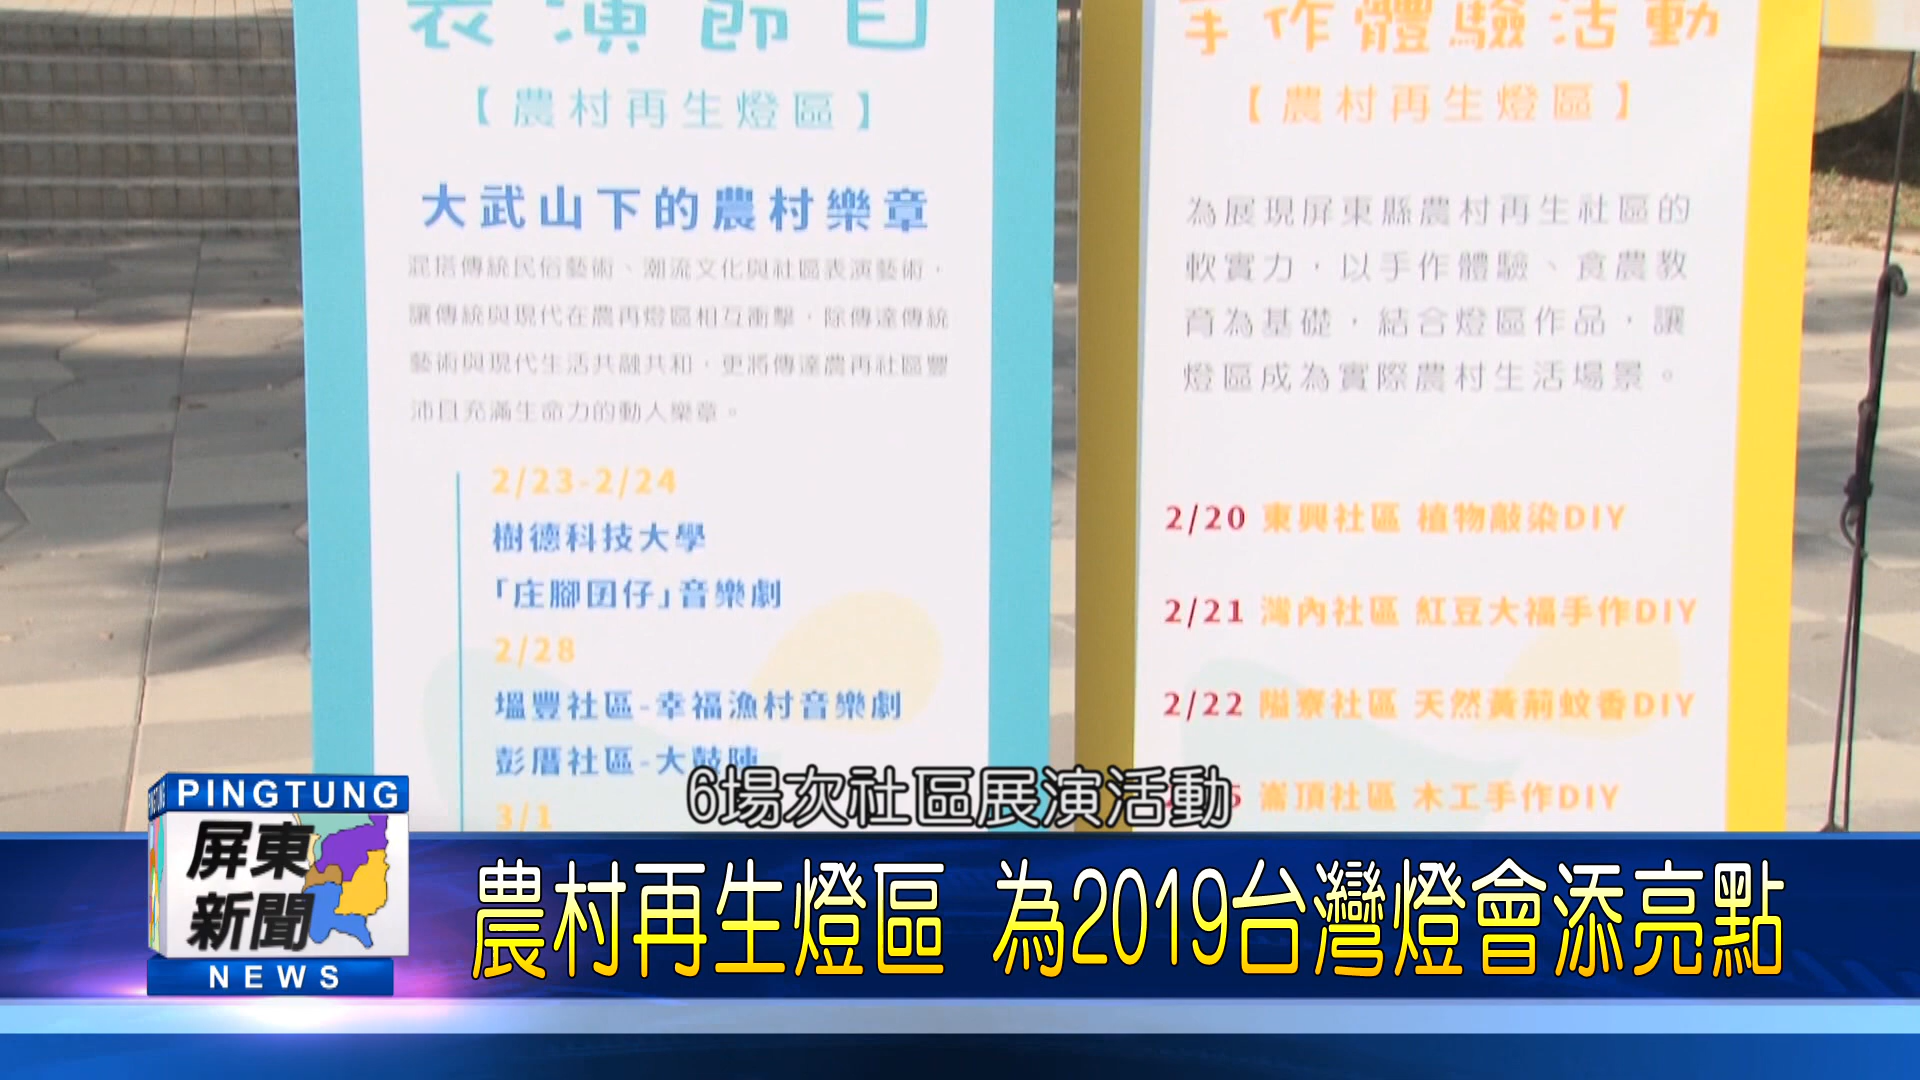 表演節目
【農村再生燈區】
大武山下的農村樂章
混搭傳統民俗藝術、潮流文化與社區表演藝術，
讓傳統與現代在農再燈區相互衝擊，除傳達傳統
藝術與現代生活共融共和，更將傳達農再社區豐
沛且充滿生命力的動人樂章。
2/23-2/24
樹德科技大學
「庄腳囝仔」音樂劇
2/28
塭豐社區-幸福漁村音樂劇
彭厝社區-大鼓陣
3/1
手作體驗活動
【農村再生燈區】
為展現屏東縣農村再生社區的
軟實力，以手作體驗、食農教
育為基礎，結合燈區作品，讓
燈區成為實際農村生活場景。
2/20 東興社區 植物敲染DIY
2/21 灣內社區 紅豆大福手作DIY
2/22 隘寮社區 天然黃荊蚊香DIY
崙頂社區 木工手作DIY
6場次社區展演活動
PINGTUNG
屏東
新聞
NEWS
農村再生燈區 為2019台灣燈會添亮點